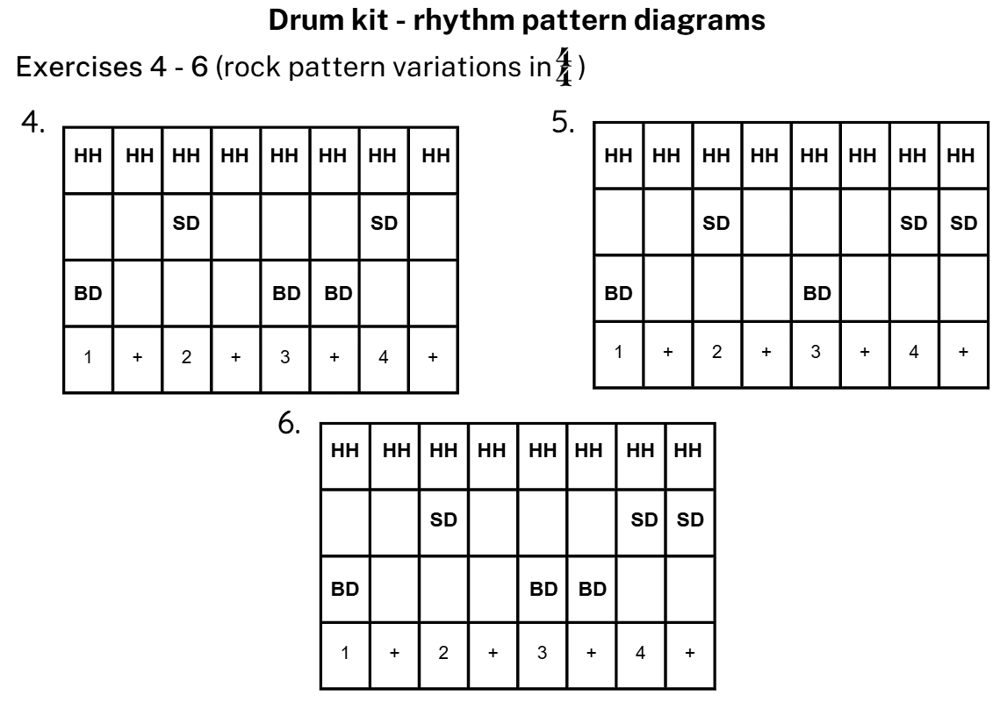 Drum kit - rhythm pattern diagrams
Exercises 4 - 6 (rock pattern variations in 4/4)
4.
HH HH HH HH HH HH HH HH
SD SD
BD BD BD
1 + 2 + 3 + 4 +
5.
HH HH HH HH HH HH HH HH
SD SD SD
BD BD
1 + 2 + 3 + 4 +
6.
HH HH HH HH HH HH HH HH
SD SD SD
BD BD BD
1 + 2 + 3 + 4 +